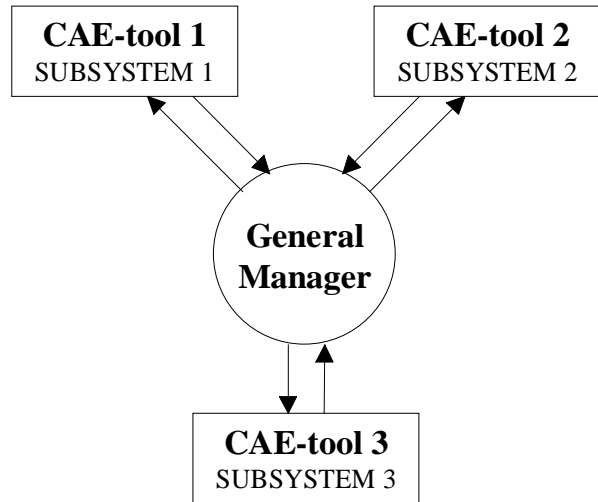 CAE-tool 1
SUBSYSTEM 1
CAE-tool 2
SUBSYSTEM 2
General
Manager
CAE-tool 3
SUBSYSTEM 3